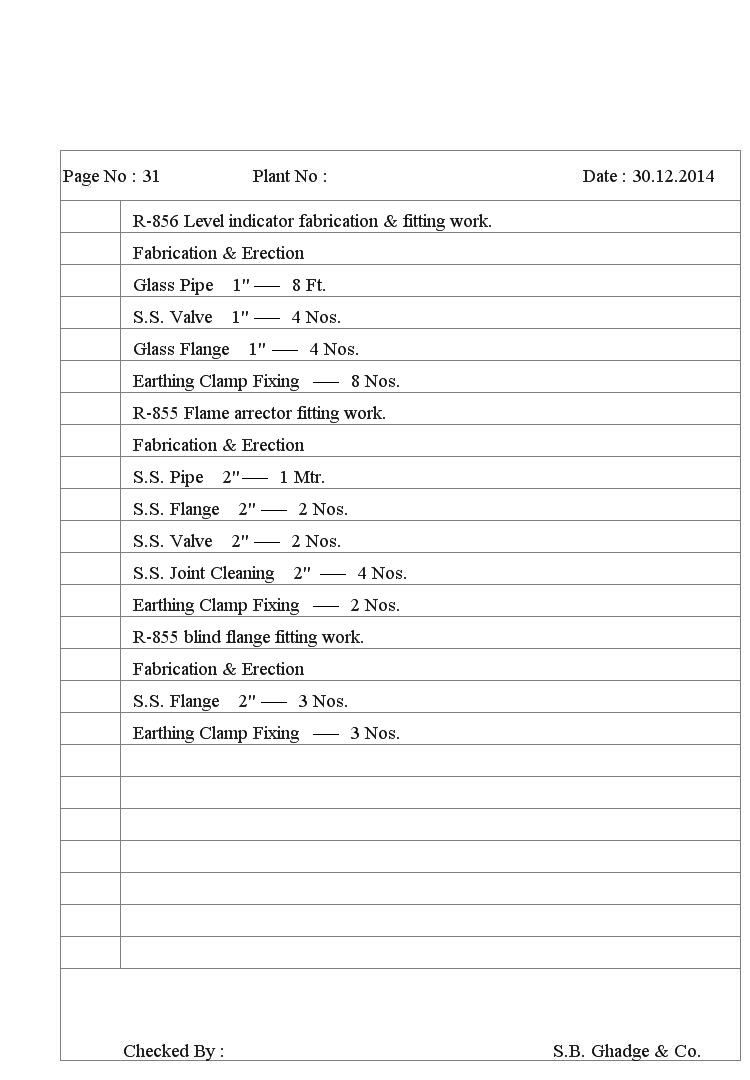 Page No : 31 Plant No : Date : 30.12.2014
R-856 Level indicator fabrication & fitting work.
Fabrication & Erection
Glass Pipe 1" — 8 Ft.
S.S. Valve 1" — 4 Nos.
Glass Flange 1" — 4 Nos.
Earthing Clamp Fixing — 8 Nos.
R-855 Flame arrector fitting work.
Fabrication & Erection
S.S. Pipe 2" — 1 Mtr.
S.S. Flange 2" — 2 Nos.
S.S. Valve 2" — 2 Nos.
S.S. Joint Cleaning 2" — 4 Nos.
Earthing Clamp Fixing — 2 Nos.
R-855 blind flange fitting work.
Fabrication & Erection
S.S. Flange 2" — 3 Nos.
Earthing Clamp Fixing — 3 Nos.
Checked By : S.B. Ghadge & Co.